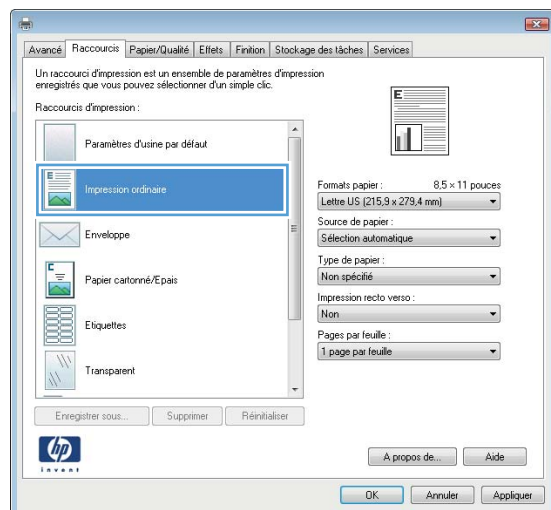 Avancé Raccourcis Papier/Qualité Effets Finition Stockage des tâches Services
Un raccourci d'impression est un ensemble de paramètres d'impression
enregistrés que vous pouvez sélectionner d'un simple clic.
Raccourcis d'impression :
Paramètres d'usine par défaut
Impression ordinaire
Enveloppe
Papier cartonné/Epais
Etiquettes
Transparent
Enregistrer sous... Supprimer Réinitialiser
E
Formats papier : 8,5 × 11 pouces
Lettre US (215,9 x 279,4 mm)
Source de papier :
Sélection automatique
Type de papier :
Non spécifié
Impression recto verso :
Non
Pages par feuille :
1 page par feuille
hp
invent
A propos de... Aide
OK Annuler Appliquer